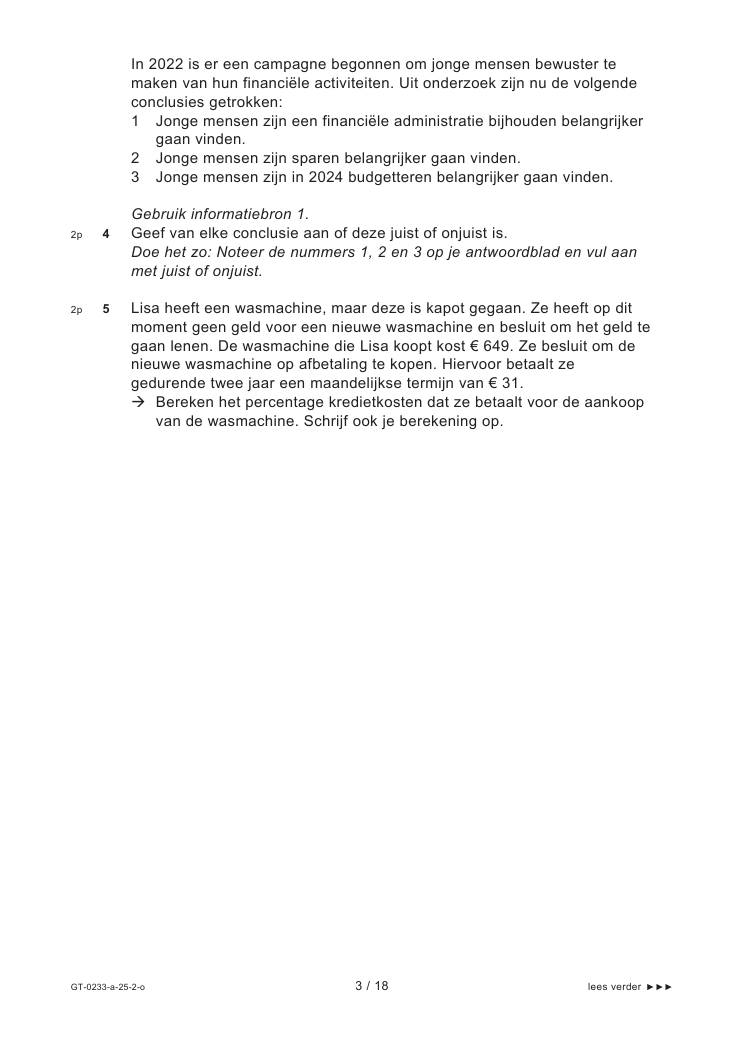 In 2022 is er een campagne begonnen om jonge mensen bewuster te
maken van hun financiële activiteiten. Uit onderzoek zijn nu de volgende
conclusies getrokken:
1 Jonge mensen zijn een financiële administratie bijhouden belangrijker
gaan vinden.
2 Jonge mensen zijn sparen belangrijker gaan vinden.
3 Jonge mensen zijn in 2024 budgetteren belangrijker gaan vinden.
Gebruik informatiebron 1.
2p 4 Geef van elke conclusie aan of deze juist of onjuist is.
Doe het zo: Noteer de nummers 1, 2 en 3 op je antwoordblad en vul aan
met juist of onjuist.
2p 5 Lisa heeft een wasmachine, maar deze is kapot gegaan. Ze heeft op dit
moment geen geld voor een nieuwe wasmachine en besluit om het geld te
gaan lenen. De wasmachine die Lisa koopt kost € 649. Ze besluit om de
nieuwe wasmachine op afbetaling te kopen. Hiervoor betaalt ze
gedurende twee jaar een maandelijkse termijn van € 31.
→ Bereken het percentage kredietkosten dat ze betaalt voor de aankoop
van de wasmachine. Schrijf ook je berekening op.
GT-0233-a-25-2-o 3 / 18 lees verder ►►►